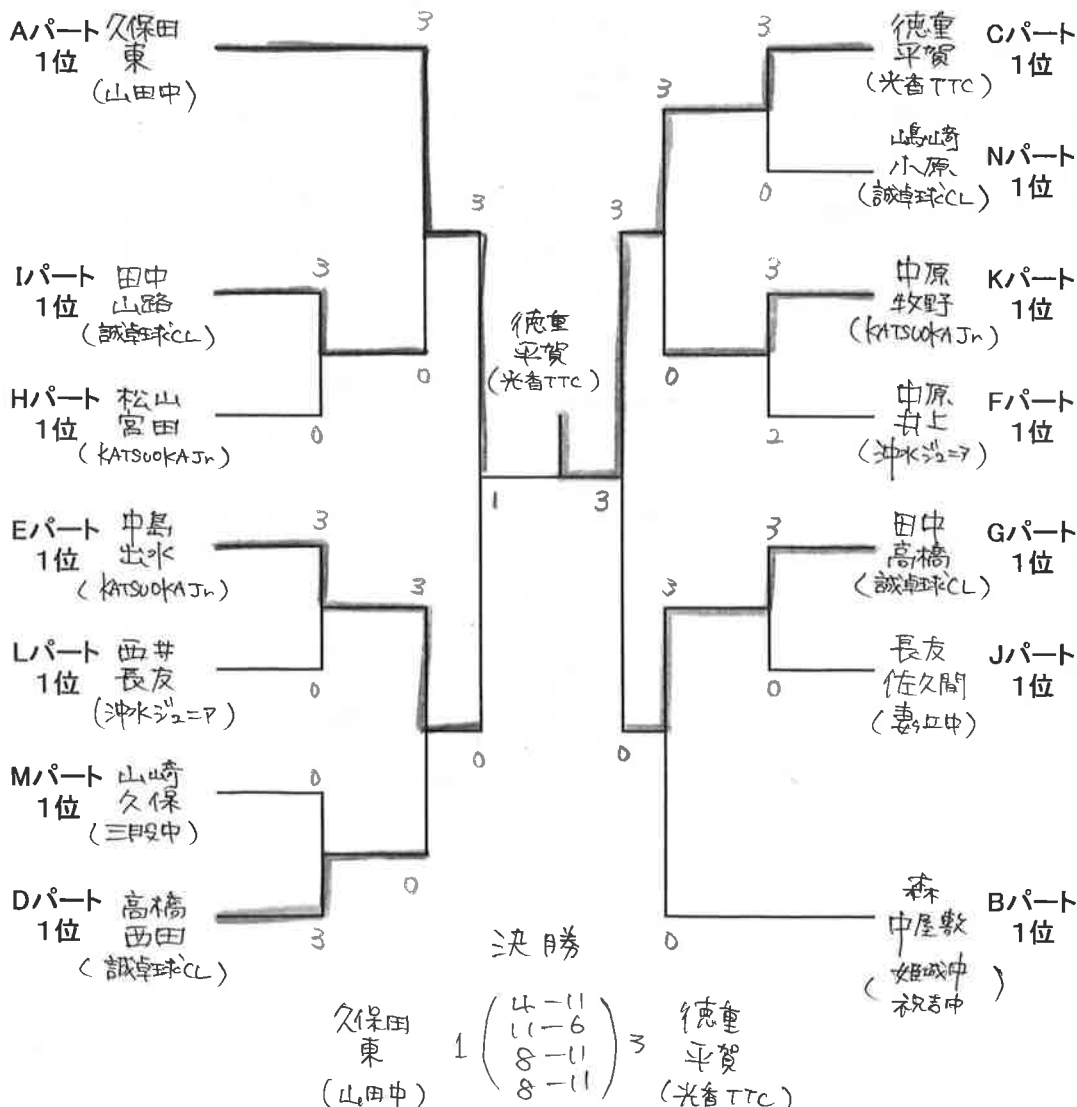 Aパート 久保田
1位 東
(山田中)
3
Iパート 田中
1位 山路
(誠卓球CL)
3
Hパート 松山
1位 宮田
(KATSUOKA Jr)
0
0
3
Eパート 中島
1位 出水
(KATSUOKA Jr)
3
Lパート 西井
1位 長友
(沖水ジュニア)
0
3
Mパート 山崎
1位 久保
(三股中)
0
Dパート 高橋
1位 西田
(誠卓球CL)
3
0
0
徳重
平賀
(光香TTC)
1
3
3
徳重 Cパート
平賀 1位
(光香TTC)
3
嶋崎 Nパート
小原 1位
(誠卓球CL)
0
3
中原 Kパート
牧野 1位
(KATSUOKA Jr)
3
中原 Fパート
井上 1位
(沖水ジュニア)
2
0
3
田中 Gパート
高橋 1位
(誠卓球CL)
3
長友 Jパート
佐久間 1位
(妻ヶ丘中)
0
3
0
森 Bパート
中屋敷 1位
(姫城中
祝吉中)
0
決勝
久保田
東
(山田中)
1
4-11
11-6
8-11
8-11
3
徳重
平賀
(光香TTC)